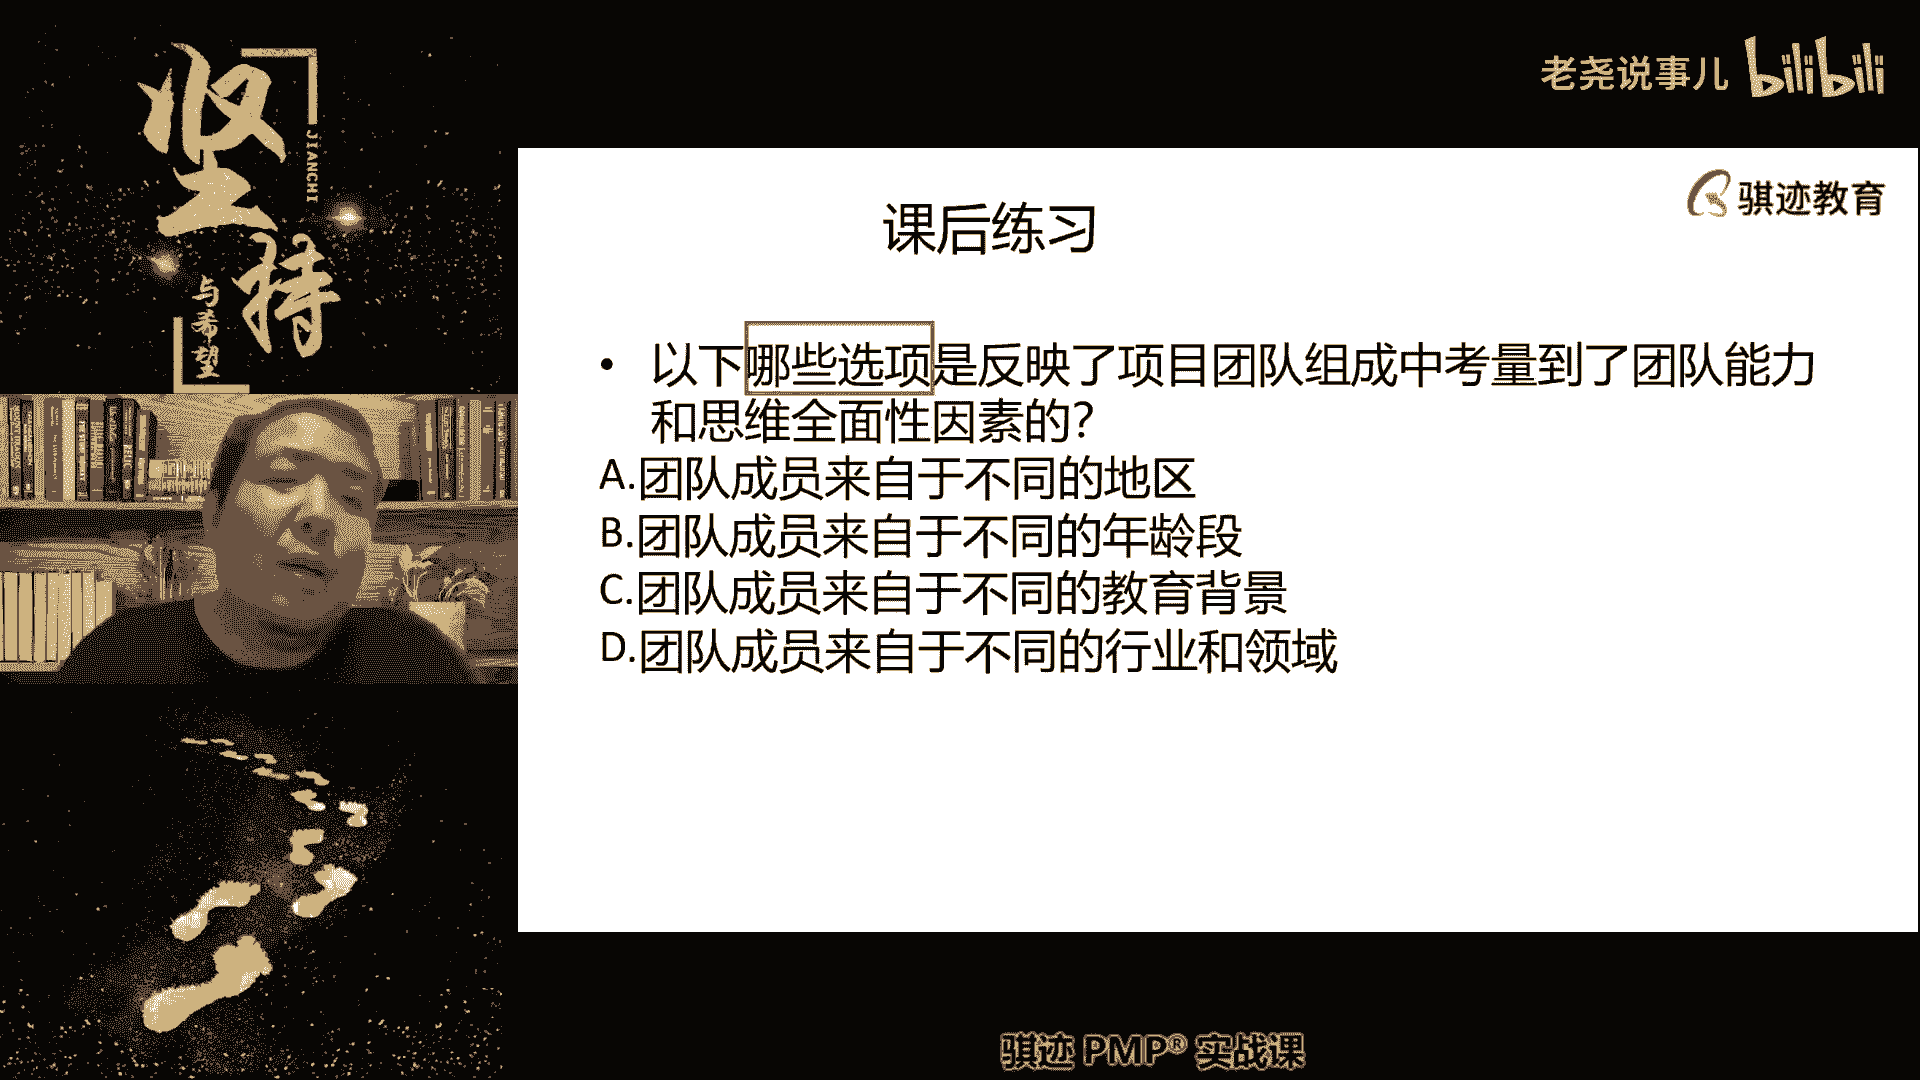 坚持
JIANCHI
与希望
老尧说事儿 bilibili
骐迹教育
课后练习
• 以下哪些选项是反映了项目团队组成中考量到了团队能力
和思维全面性因素的？
A.团队成员来自于不同的地区
B.团队成员来自于不同的年龄段
C.团队成员来自于不同的教育背景
D.团队成员来自于不同的行业和领域
骐迹 PMP® 实战课